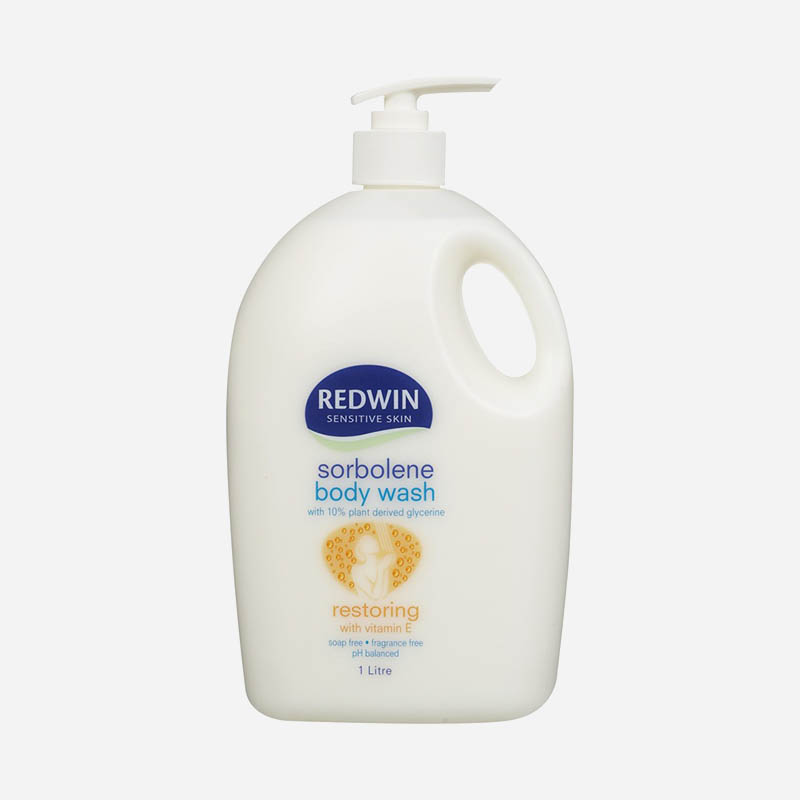 REDWIN
SENSITIVE SKIN
sorbolene
body wash
with 10% plant derived glycerine
restoring
with vitamin E
soap free • fragrance free
pH balanced
1 Litre